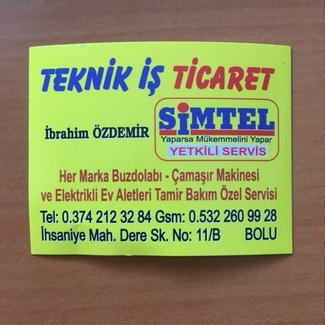 TEKNİK İŞ TİCARET
İbrahim ÖZDEMİR
SİMTEL
Yaparsa Mükemmelini Yapar
YETKİLİ SERVİS
Her Marka Buzdolabı - Çamaşır Makinesi
ve Elektrikli Ev Aletleri Tamir Bakım Özel Servisi
Tel: 0.374 212 32 84 Gsm: 0.532 260 99 28
İhsaniye Mah. Dere Sk. No: 11/B BOLU